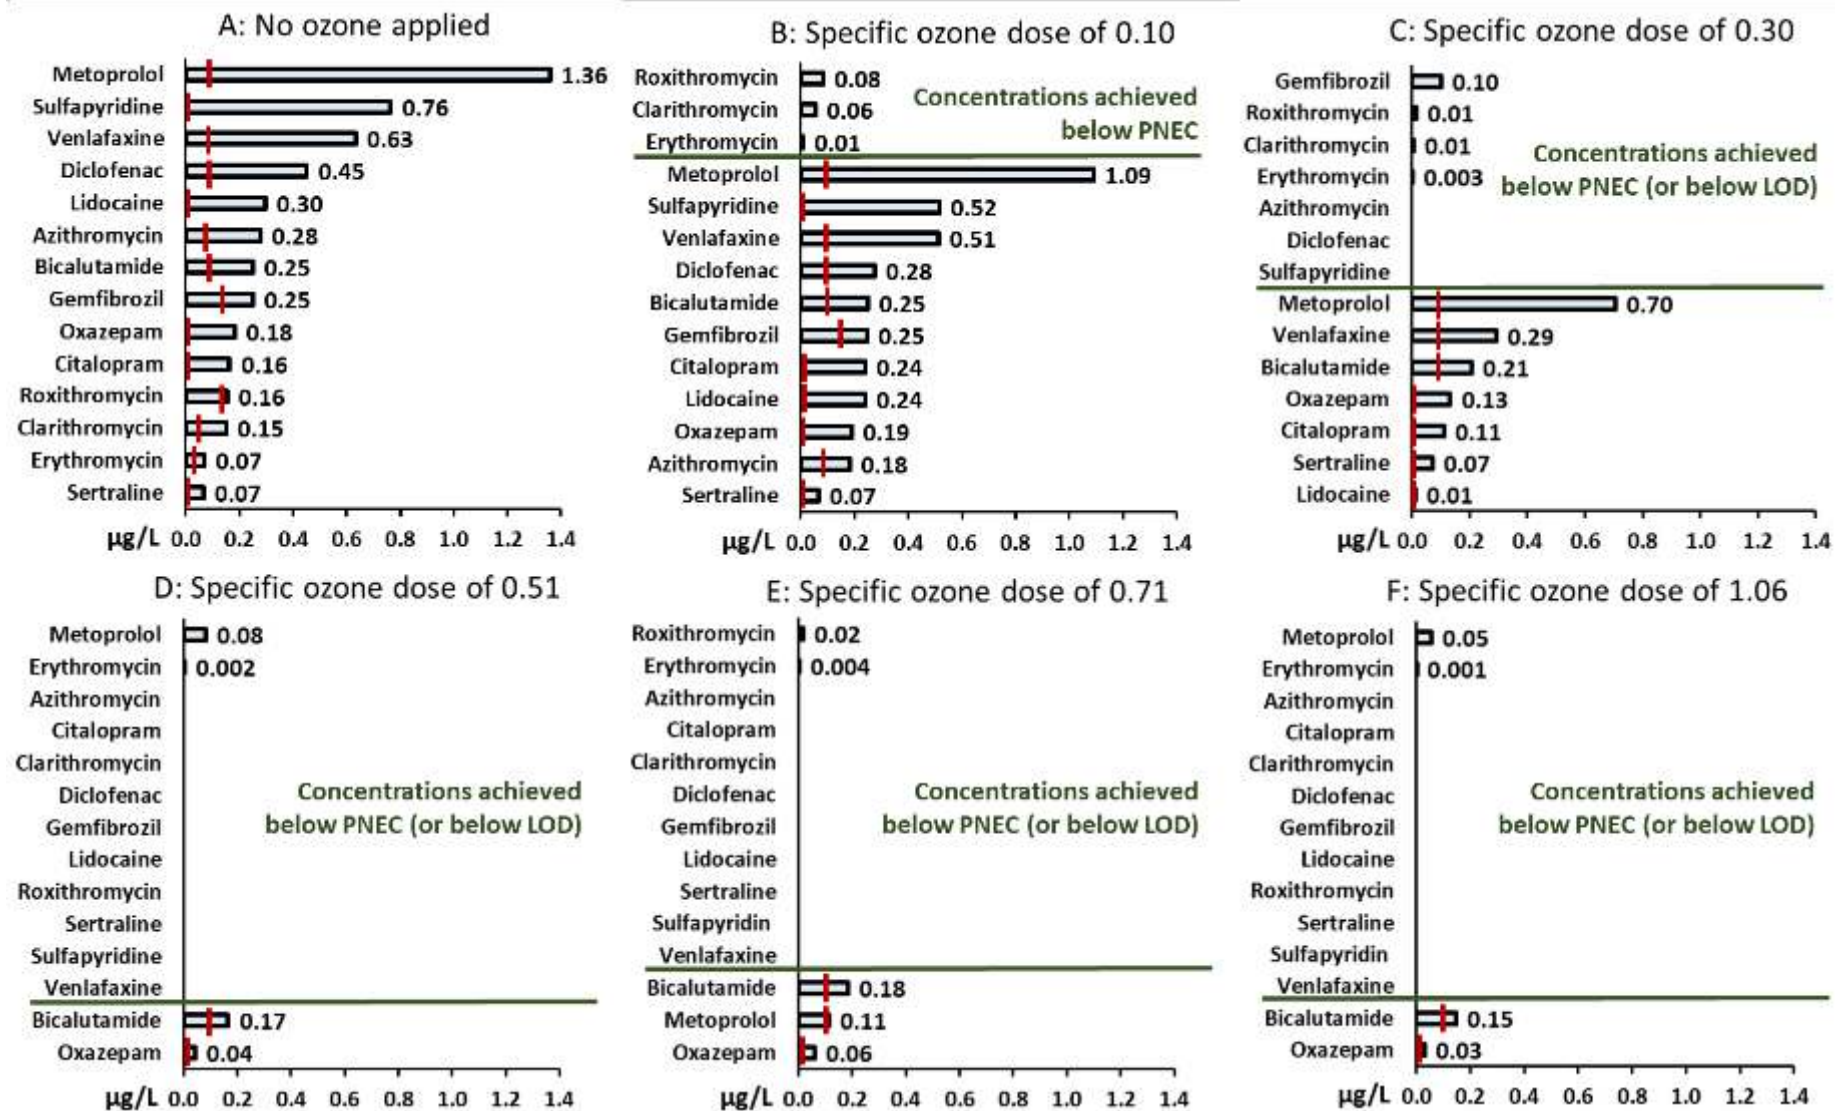 A: No ozone applied
Metoprolol 1.36
Sulfapyridine 0.76
Venlafaxine 0.63
Diclofenac 0.45
Lidocaine 0.30
Azithromycin 0.28
Bicalutamide 0.25
Gemfibrozil 0.25
Oxazepam 0.18
Citalopram 0.16
Roxithromycin 0.16
Clarithromycin 0.15
Erythromycin 0.07
Sertraline 0.07
µg/L 0.0 0.2 0.4 0.6 0.8 1.0 1.2 1.4
B: Specific ozone dose of 0.10
Roxithromycin 0.08
Clarithromycin 0.06
Erythromycin 0.01
Concentrations achieved
below PNEC
Metoprolol 1.09
Sulfapyridine 0.52
Venlafaxine 0.51
Diclofenac 0.28
Bicalutamide 0.25
Gemfibrozil 0.25
Citalopram 0.24
Lidocaine 0.24
Oxazepam 0.19
Azithromycin 0.18
Sertraline 0.07
µg/L 0.0 0.2 0.4 0.6 0.8 1.0 1.2 1.4
C: Specific ozone dose of 0.30
Gemfibrozil 0.10
Roxithromycin 0.01
Clarithromycin 0.01
Erythromycin 0.003
Azithromycin
Diclofenac
Sulfapyridine
Concentrations achieved
below PNEC (or below LOD)
Metoprolol 0.70
Venlafaxine 0.29
Bicalutamide 0.21
Oxazepam 0.13
Citalopram 0.11
Sertraline 0.07
Lidocaine 0.01
µg/L 0.0 0.2 0.4 0.6 0.8 1.0 1.2 1.4
D: Specific ozone dose of 0.51
Metoprolol 0.08
Erythromycin 0.002
Azithromycin
Citalopram
Clarithromycin
Diclofenac
Gemfibrozil
Lidocaine
Roxithromycin
Sertraline
Sulfapyridine
Venlafaxine
Concentrations achieved
below PNEC (or below LOD)
Bicalutamide 0.17
Oxazepam 0.04
µg/L 0.0 0.2 0.4 0.6 0.8 1.0 1.2 1.4
E: Specific ozone dose of 0.71
Roxithromycin 0.02
Erythromycin 0.004
Azithromycin
Citalopram
Clarithromycin
Diclofenac
Gemfibrozil
Lidocaine
Sertraline
Sulfapyridin
Venlafaxine
Concentrations achieved
below PNEC (or below LOD)
Bicalutamide 0.18
Metoprolol 0.11
Oxazepam 0.06
µg/L 0.0 0.2 0.4 0.6 0.8 1.0 1.2 1.4
F: Specific ozone dose of 1.06
Metoprolol 0.05
Erythromycin 0.001
Azithromycin
Citalopram
Clarithromycin
Diclofenac
Gemfibrozil
Lidocaine
Roxithromycin
Sertraline
Sulfapyridin
Venlafaxine
Concentrations achieved
below PNEC (or below LOD)
Bicalutamide 0.15
Oxazepam 0.03
µg/L 0.0 0.2 0.4 0.6 0.8 1.0 1.2 1.4